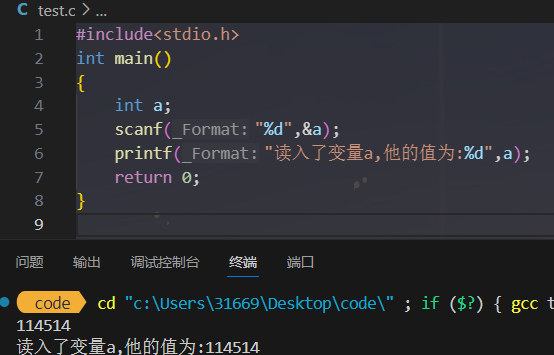 C test.c > ...
1 #include<stdio.h>
2 int main()
3 {
4 int a;
5 scanf(_Format:"%d",&a);
6 printf(_Format:"读入了变量a,他的值为:%d",a);
7 return 0;
8 }
9
问题 输出 调试控制台 终端 端口
code cd "c:\Users\31669\Desktop\code\" ; if ($?) { gcc t
114514
读入了变量a,他的值为:114514